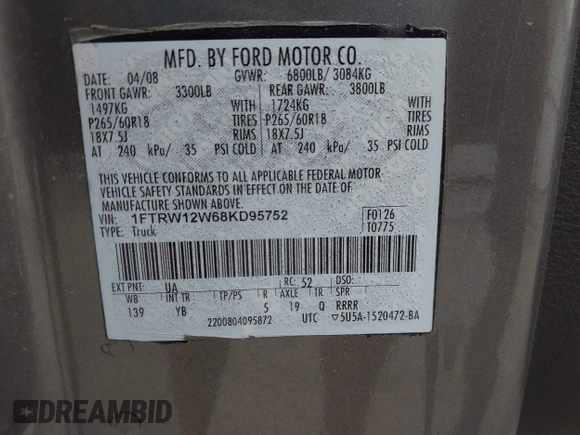 MFD. BY FORD MOTOR CO.
DATE: 04/08 GVWR: 6800LB/ 3084KG
FRONT GAWR: 3300LB REAR GAWR: 3800LB
1497KG WITH 1724KG WITH
P265/60R18 TIRES P265/60R18 TIRES
18X7.5J RIMS 18X7.5J RIMS
AT 240 kPa/ 35 PSI COLD AT 240 kPa/ 35 PSI COLD
THIS VEHICLE CONFORMS TO ALL APPLICABLE FEDERAL MOTOR
VEHICLE SAFETY STANDARDS IN EFFECT ON THE DATE OF
MANUFACTURE SHOWN ABOVE.
VIN: 1FTRW12W68KD95752 F0126
TYPE: Truck T0775
EXT PNT: UA RC: 52 DSO:
WB INT TR TP/PS R AXLE TR SPR
139 YB 5 19 Q RRRR
2200804095872 UTC ▽5U5A-1520472-BA
DREAMBID